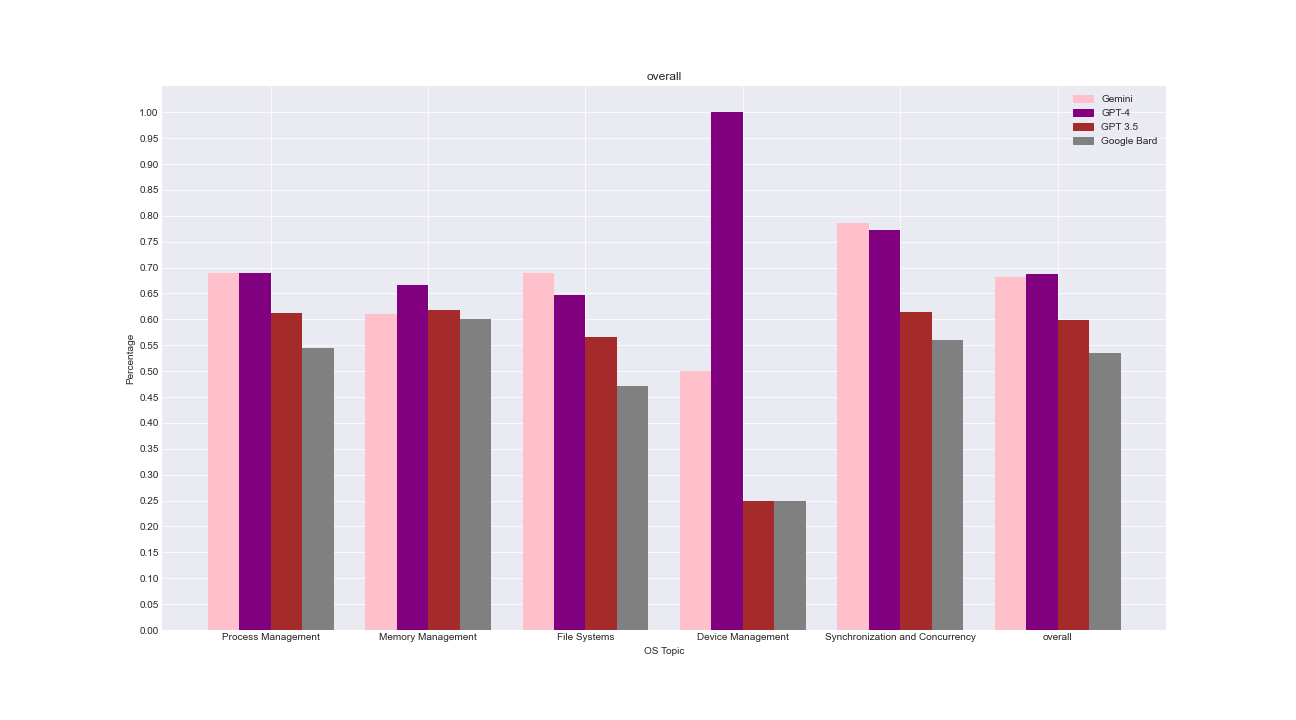 overall
Gemini
GPT-4
GPT 3.5
Google Bard
Percentage
1.00
0.95
0.90
0.85
0.80
0.75
0.70
0.65
0.60
0.55
0.50
0.45
0.40
0.35
0.30
0.25
0.20
0.15
0.10
0.05
0.00
Process Management Memory Management File Systems Device Management Synchronization and Concurrency overall
OS Topic